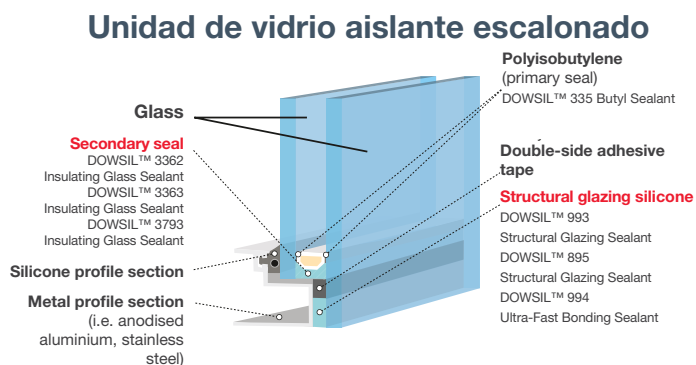 Unidad de vidrio aislante escalonado
Glass
Secondary seal
DOWSIL™ 3362
Insulating Glass Sealant
DOWSIL™ 3363
Insulating Glass Sealant
DOWSIL™ 3793
Insulating Glass Sealant
Silicone profile section
Metal profile section
(i.e. anodised
aluminium, stainless
steel)
Polyisobutylene
(primary seal)
DOWSIL™ 335 Butyl Sealant
Double-side adhesive
tape
Structural glazing silicone
DOWSIL™ 993
Structural Glazing Sealant
DOWSIL™ 895
Structural Glazing Sealant
DOWSIL™ 994
Ultra-Fast Bonding Sealant